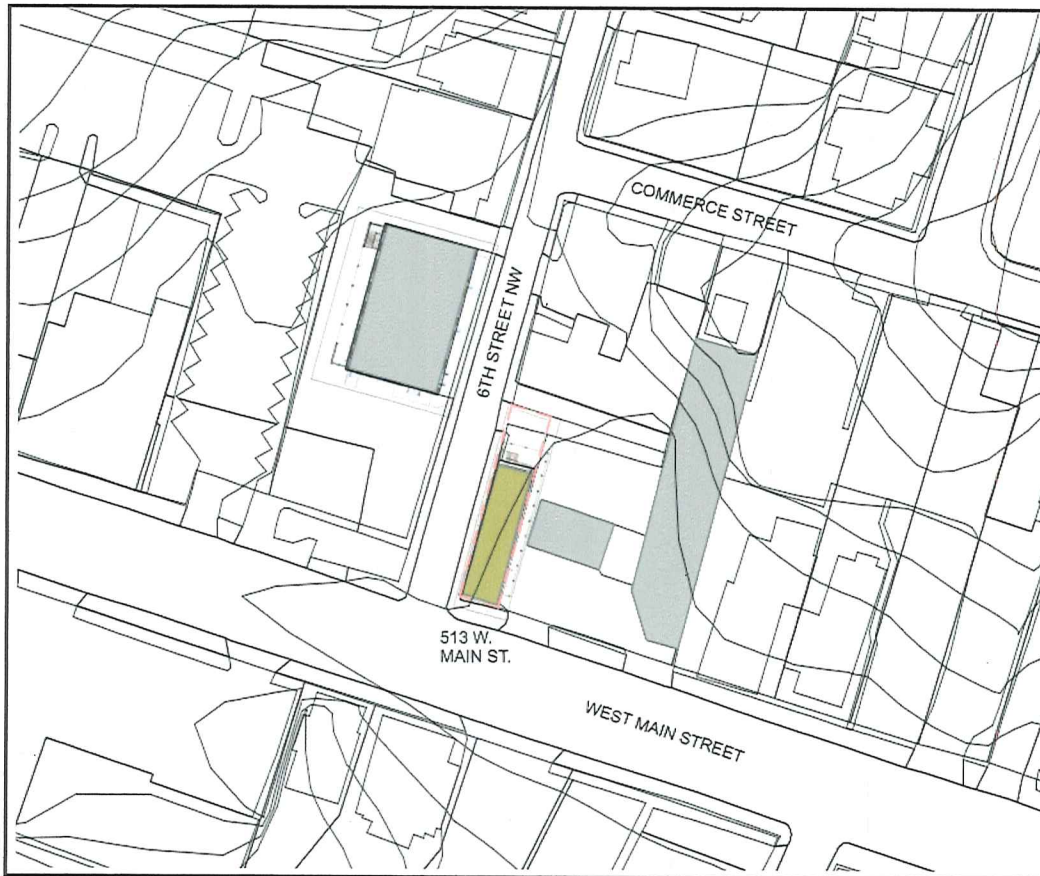 COMMERCE STREET
6TH STREET NW
513 W.
MAIN ST.
WEST MAIN STREET